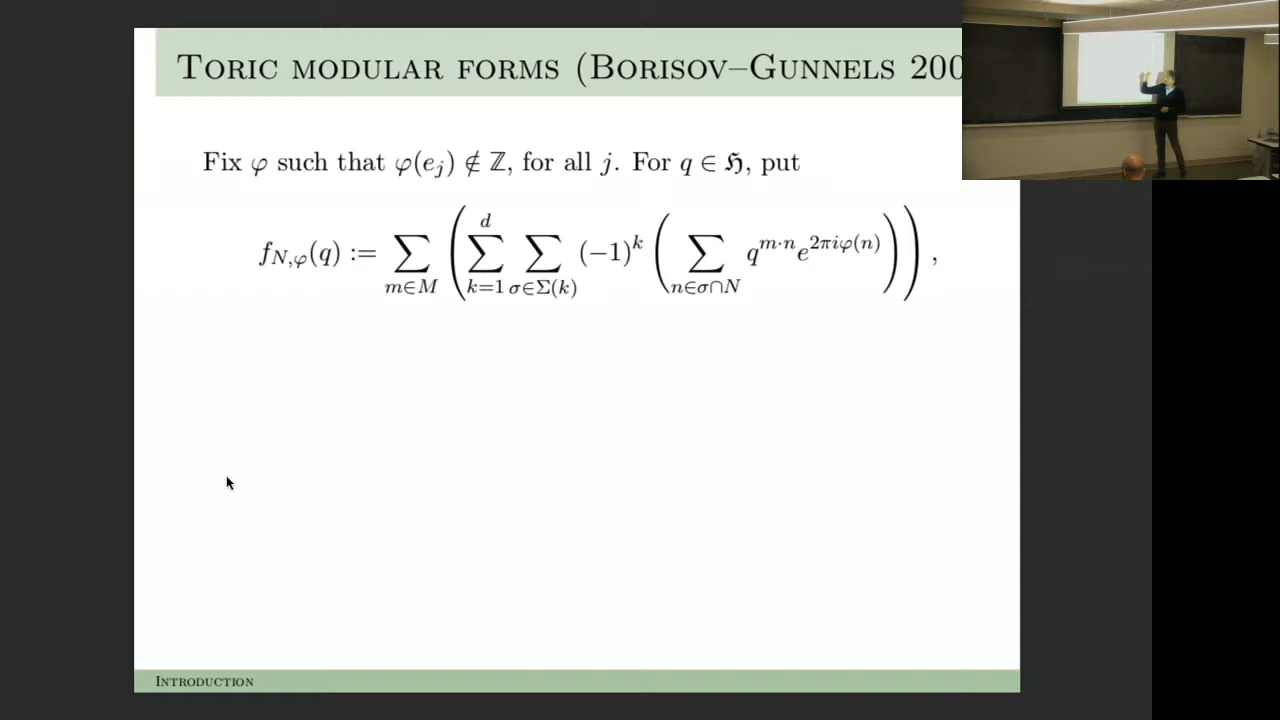 TORIC MODULAR FORMS (BORISOV–GUNNELS 200
Fix φ such that φ(e_j) ∉ ℤ, for all j. For q ∈ ℌ, put
f_{N,φ}(q) := ∑_{m∈M} ( ∑_{k=1}^{d} ∑_{σ∈Σ(k)} (−1)^k ( ∑_{n∈σ∩N} q^{m·n} e^{2πiφ(n)} ) ) ,
INTRODUCTION